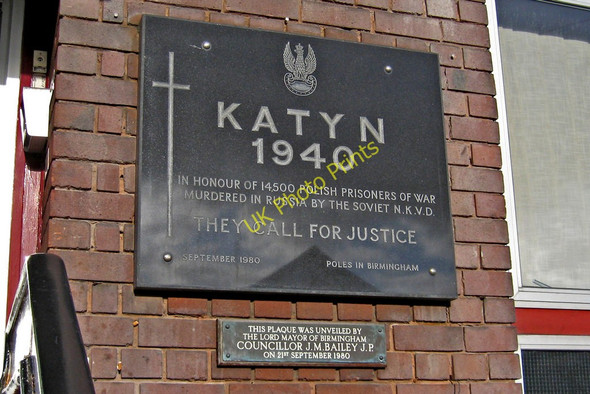 KATYN
1940
IN HONOUR OF 14,500 POLISH PRISONERS OF WAR
MURDERED IN RUSSIA BY THE SOVIET N.K.V.D.
THEY CALL FOR JUSTICE
SEPTEMBER 1980 POLES IN BIRMINGHAM
THIS PLAQUE WAS UNVEILED BY
THE LORD MAYOR OF BIRMINGHAM
COUNCILLOR J.M.BAILEY J.P.
ON 21ST SEPTEMBER 1980
UK Photo Prints